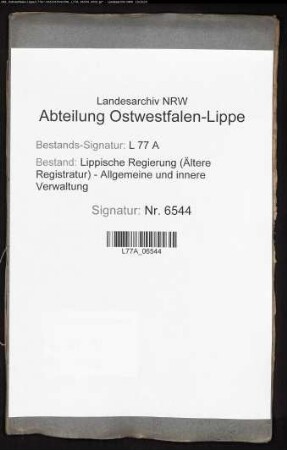 Landesarchiv NRW
Abteilung Ostwestfalen-Lippe
Bestands-Signatur: L 77 A
Bestand: Lippische Regierung (Ältere
Registratur) - Allgemeine und innere
Verwaltung
Signatur: Nr. 6544
L77A_06544